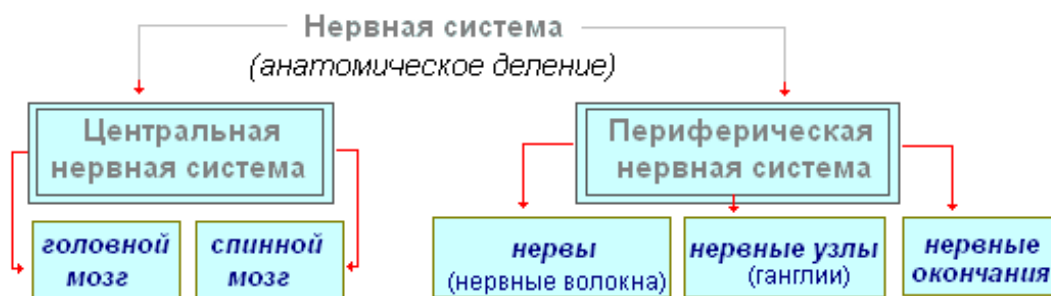 Нервная система
(анатомическое деление)
Центральная
нервная система
Периферическая
нервная система
головной
мозг
спинной
мозг
нервы
(нервные волокна)
нервные узлы
(ганглии)
нервные
окончания